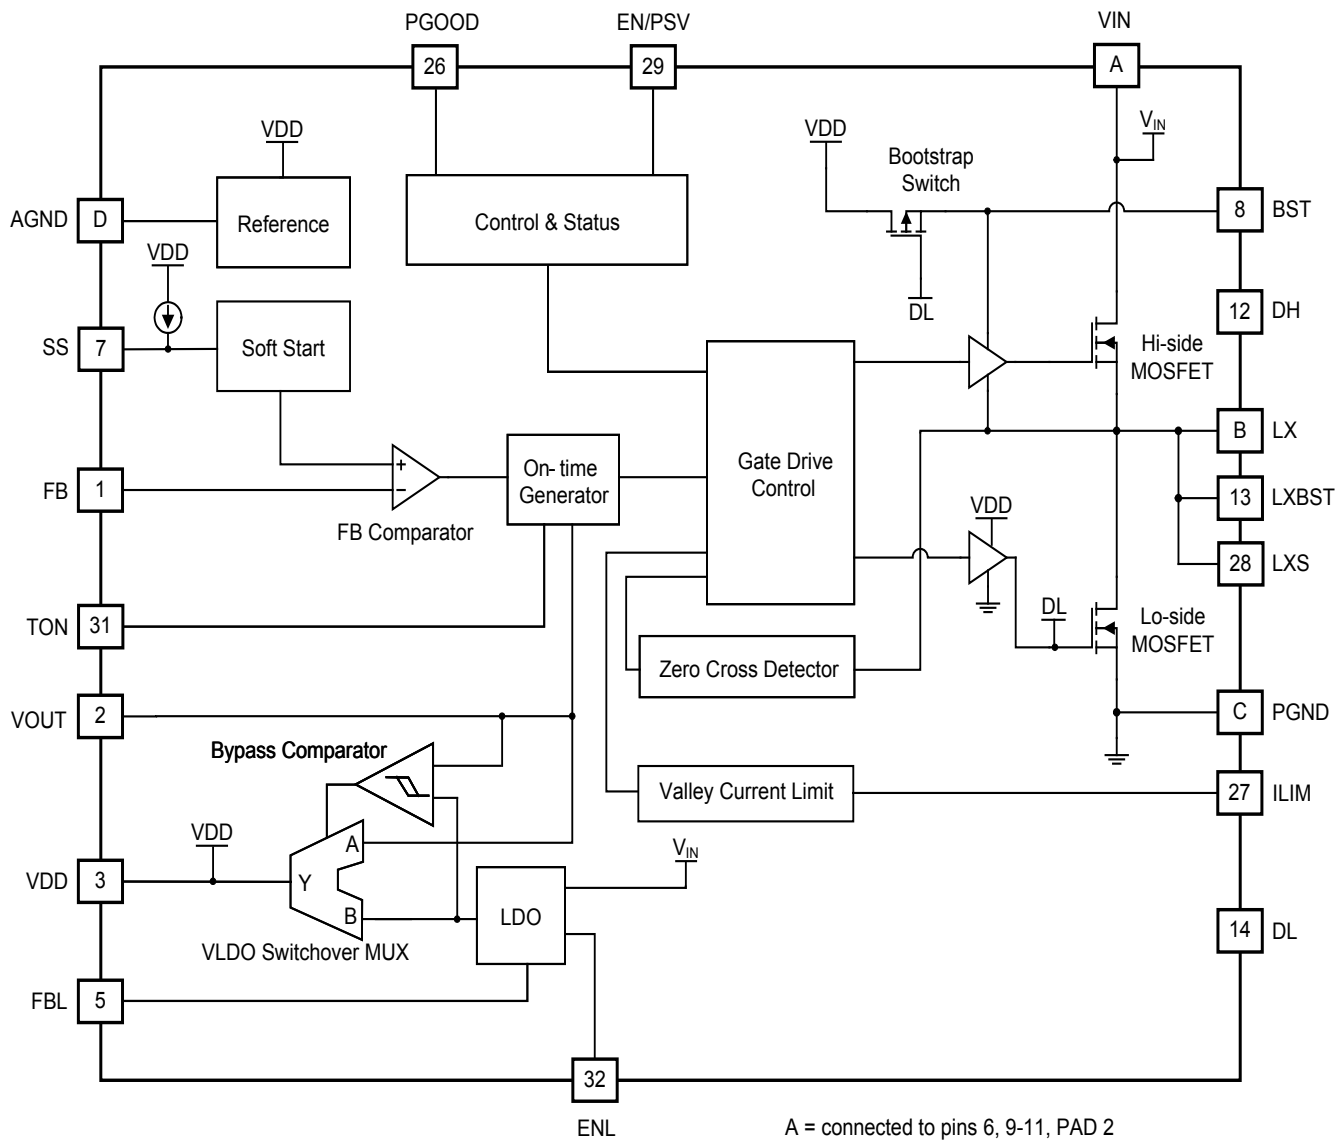 PGOOD
EN/PSV
VIN
26
29
A
VDD
VDD
VIN
Bootstrap
Switch
AGND
D
Reference
Control & Status
8
BST
VDD
DL
12
DH
SS
7
Soft Start
Hi-side
MOSFET
B
LX
FB
1
+
−
FB Comparator
On-time
Generator
Gate Drive
Control
13
LXBST
VDD
28
LXS
TON
31
DL
Lo-side
MOSFET
Zero Cross Detector
VOUT
2
C
PGND
Bypass Comparator
Valley Current Limit
27
ILIM
VDD
A
VIN
VDD
3
Y
B
LDO
14
DL
VLDO Switchover MUX
FBL
5
32
ENL
A = connected to pins 6, 9-11, PAD 2